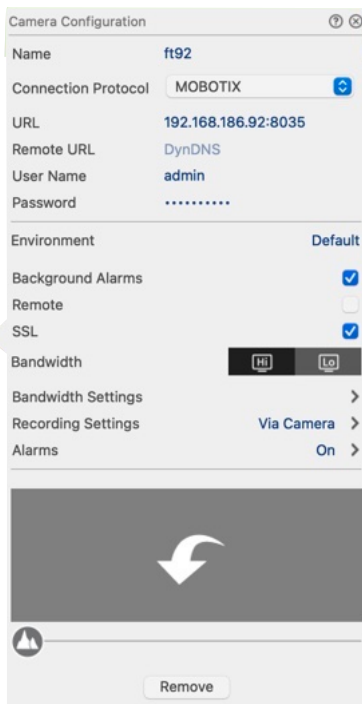 Camera Configuration ?
Name ft92
Connection Protocol MOBOTIX
URL 192.168.186.92:8035
Remote URL DynDNS
User Name admin
Password ••••••••••
Environment Default
Background Alarms
Remote
SSL
Bandwidth Hi Lo
Bandwidth Settings
Recording Settings Via Camera
Alarms On
Remove